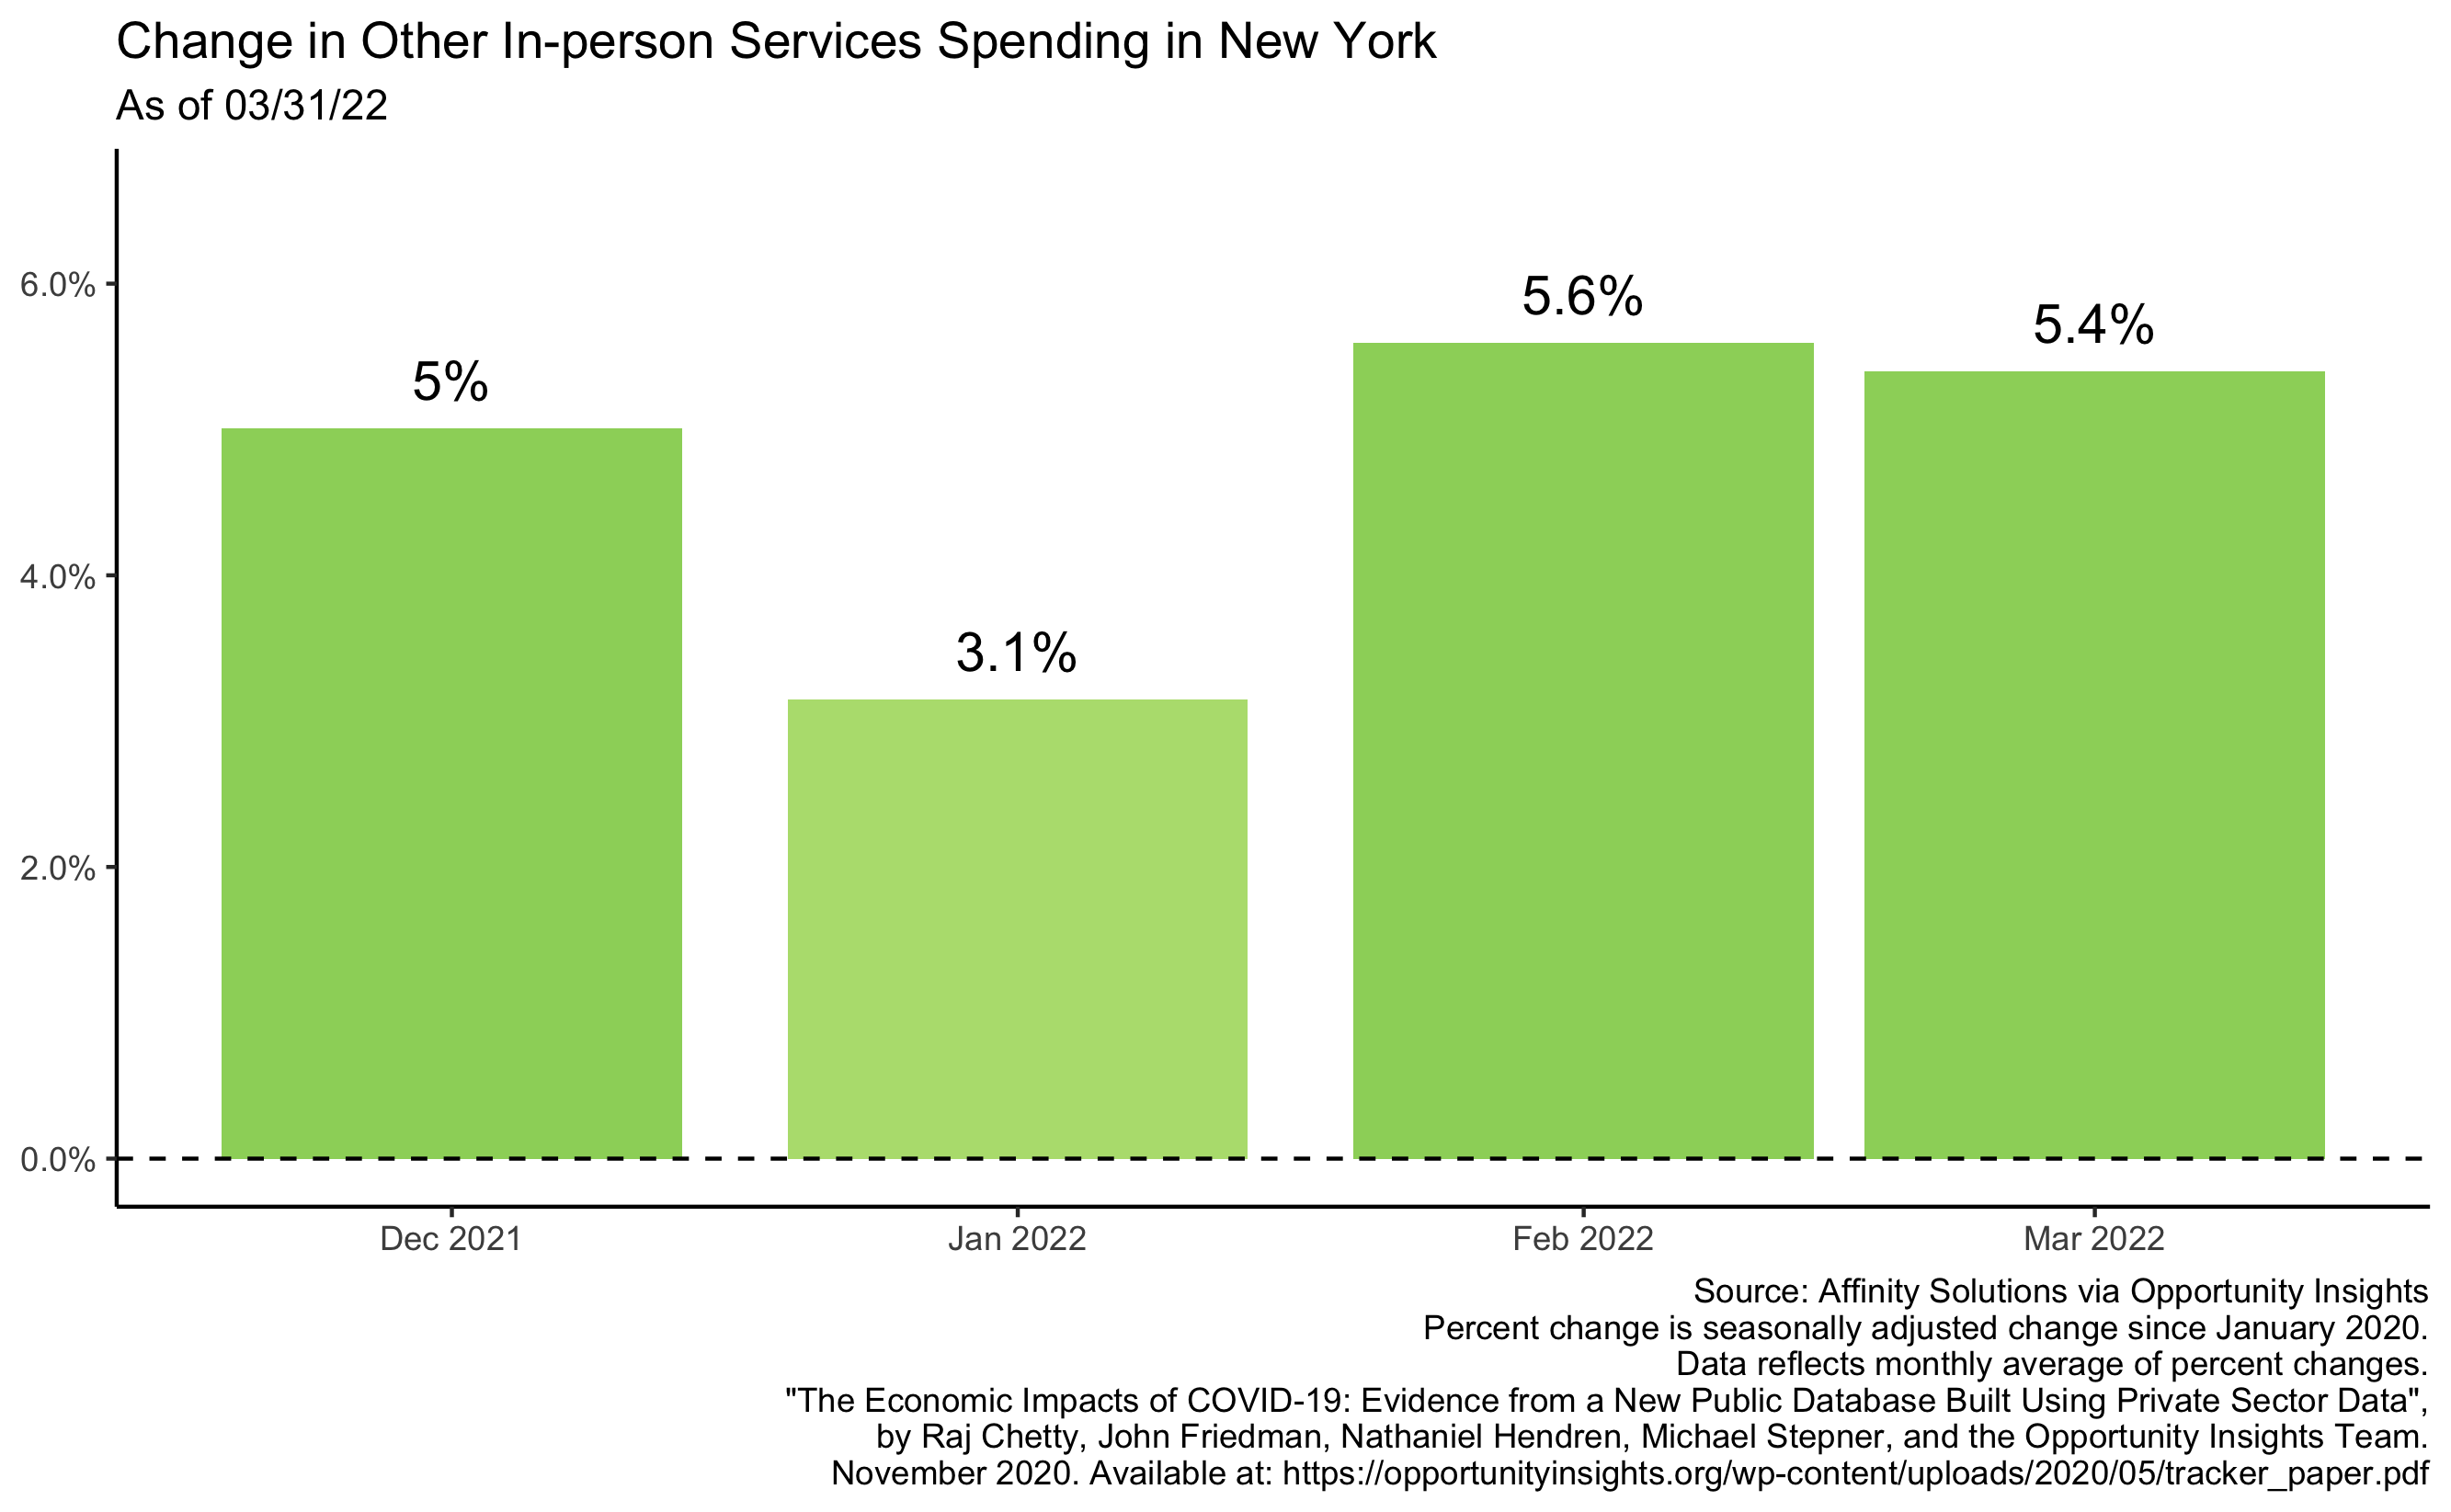 Change in Other In-person Services Spending in New York
As of 03/31/22
6.0%
4.0%
2.0%
0.0%
5%
3.1%
5.6%
5.4%
Dec 2021
Jan 2022
Feb 2022
Mar 2022
Source: Affinity Solutions via Opportunity Insights
Percent change is seasonally adjusted change since January 2020.
Data reflects monthly average of percent changes.
"The Economic Impacts of COVID-19: Evidence from a New Public Database Built Using Private Sector Data",
by Raj Chetty, John Friedman, Nathaniel Hendren, Michael Stepner, and the Opportunity Insights Team.
November 2020. Available at: https://opportunityinsights.org/wp-content/uploads/2020/05/tracker_paper.pdf